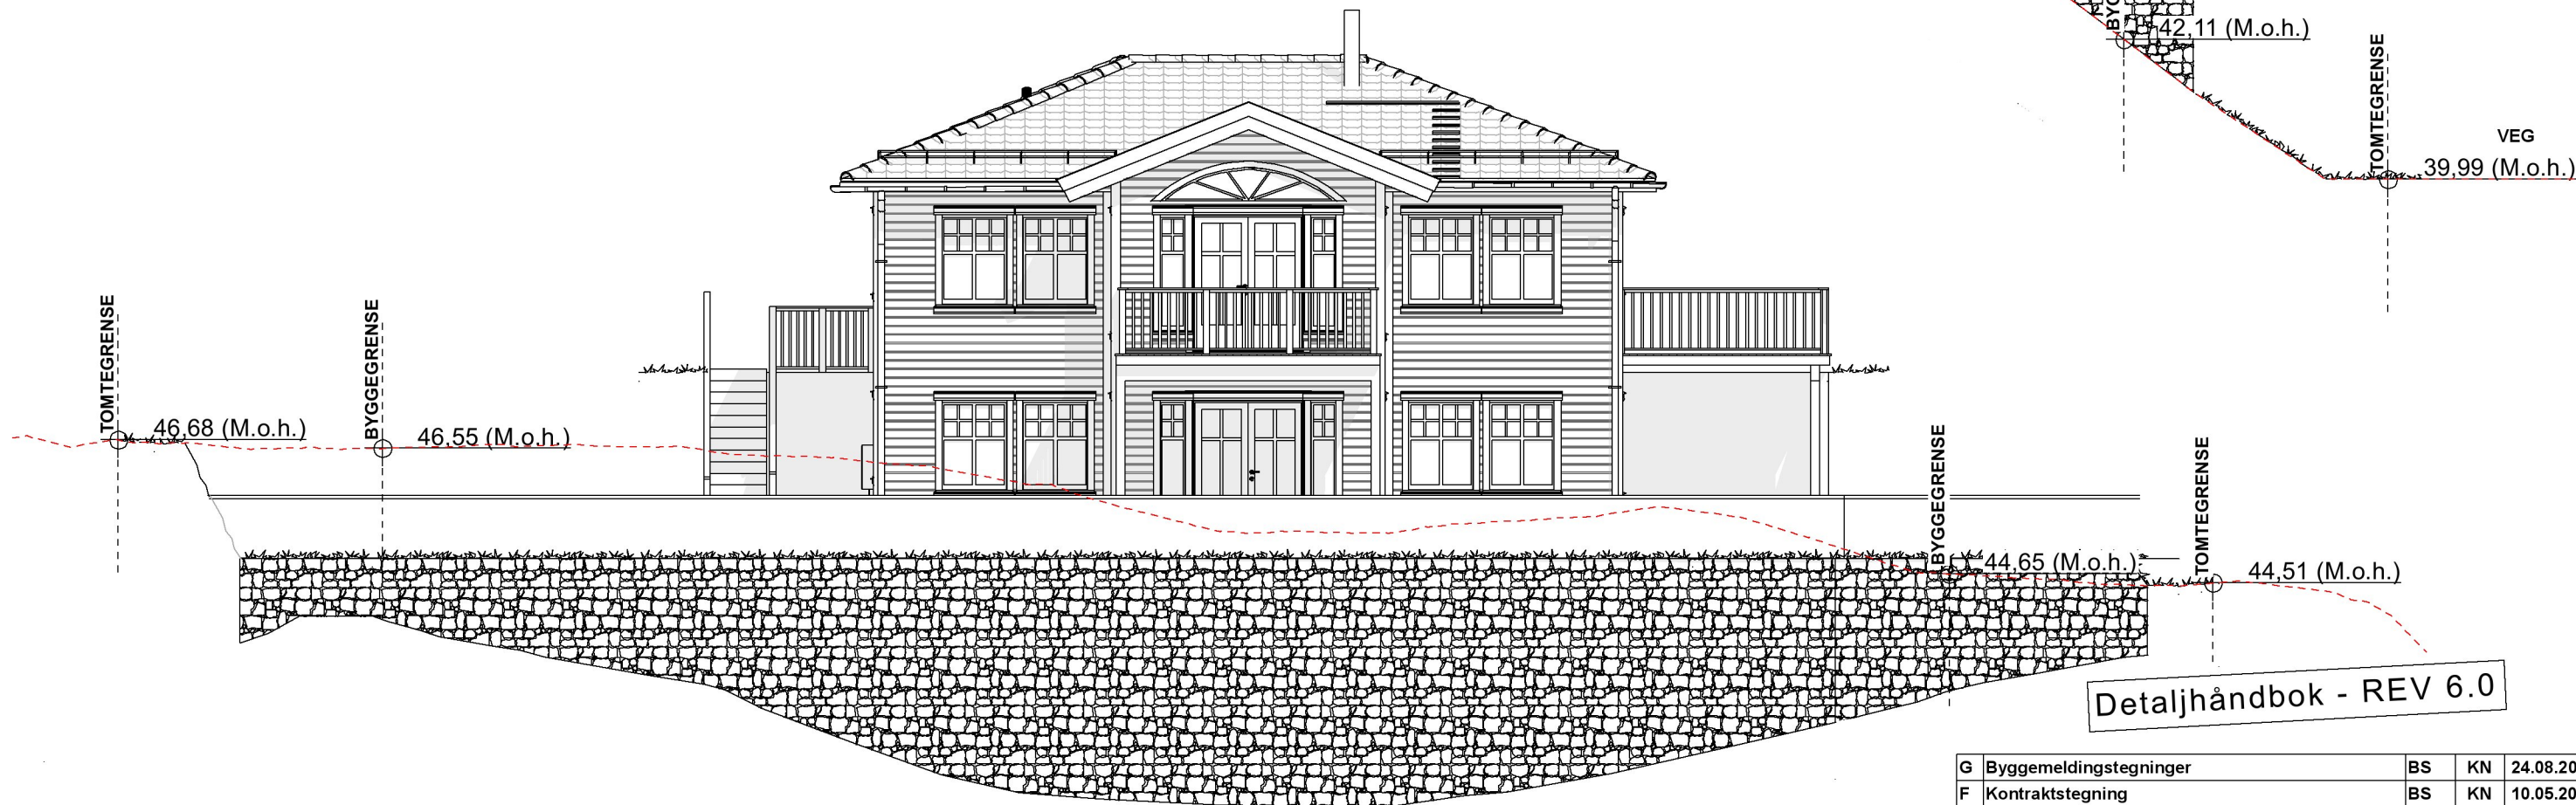 42,11 (M.o.h.)
TOMTEGRENSE
VEG
39,99 (M.o.h.)
TOMTEGRENSE
46,68 (M.o.h.)
BYGGEGRENSE
46,55 (M.o.h.)
BYGGEGRENSE
44,65 (M.o.h.)
TOMTEGRENSE
44,51 (M.o.h.)
Detaljhåndbok - REV 6.0
G Byggemeldingstegninger BS KN 24.08.20
F Kontraktstegning BS KN 10.05.20